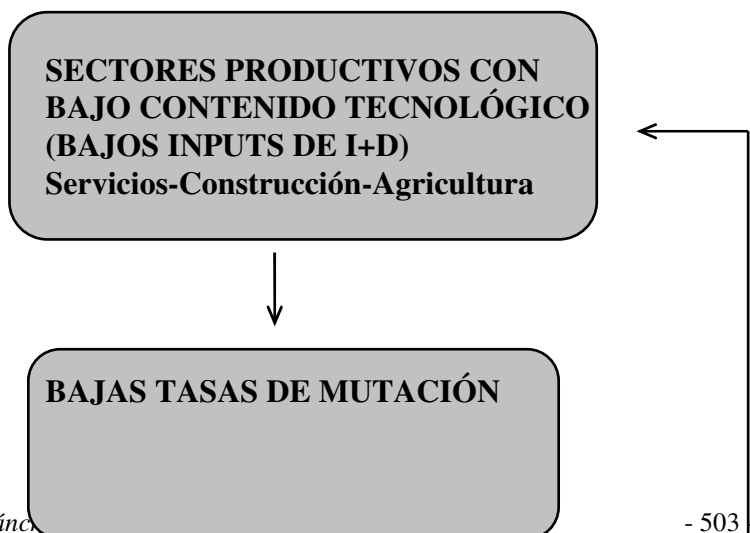 SECTORES PRODUCTIVOS CON
BAJO CONTENIDO TECNOLÓGICO
(BAJOS INPUTS DE I+D)
Servicios-Construcción-Agricultura
BAJAS TASAS DE MUTACIÓN
- 503 -